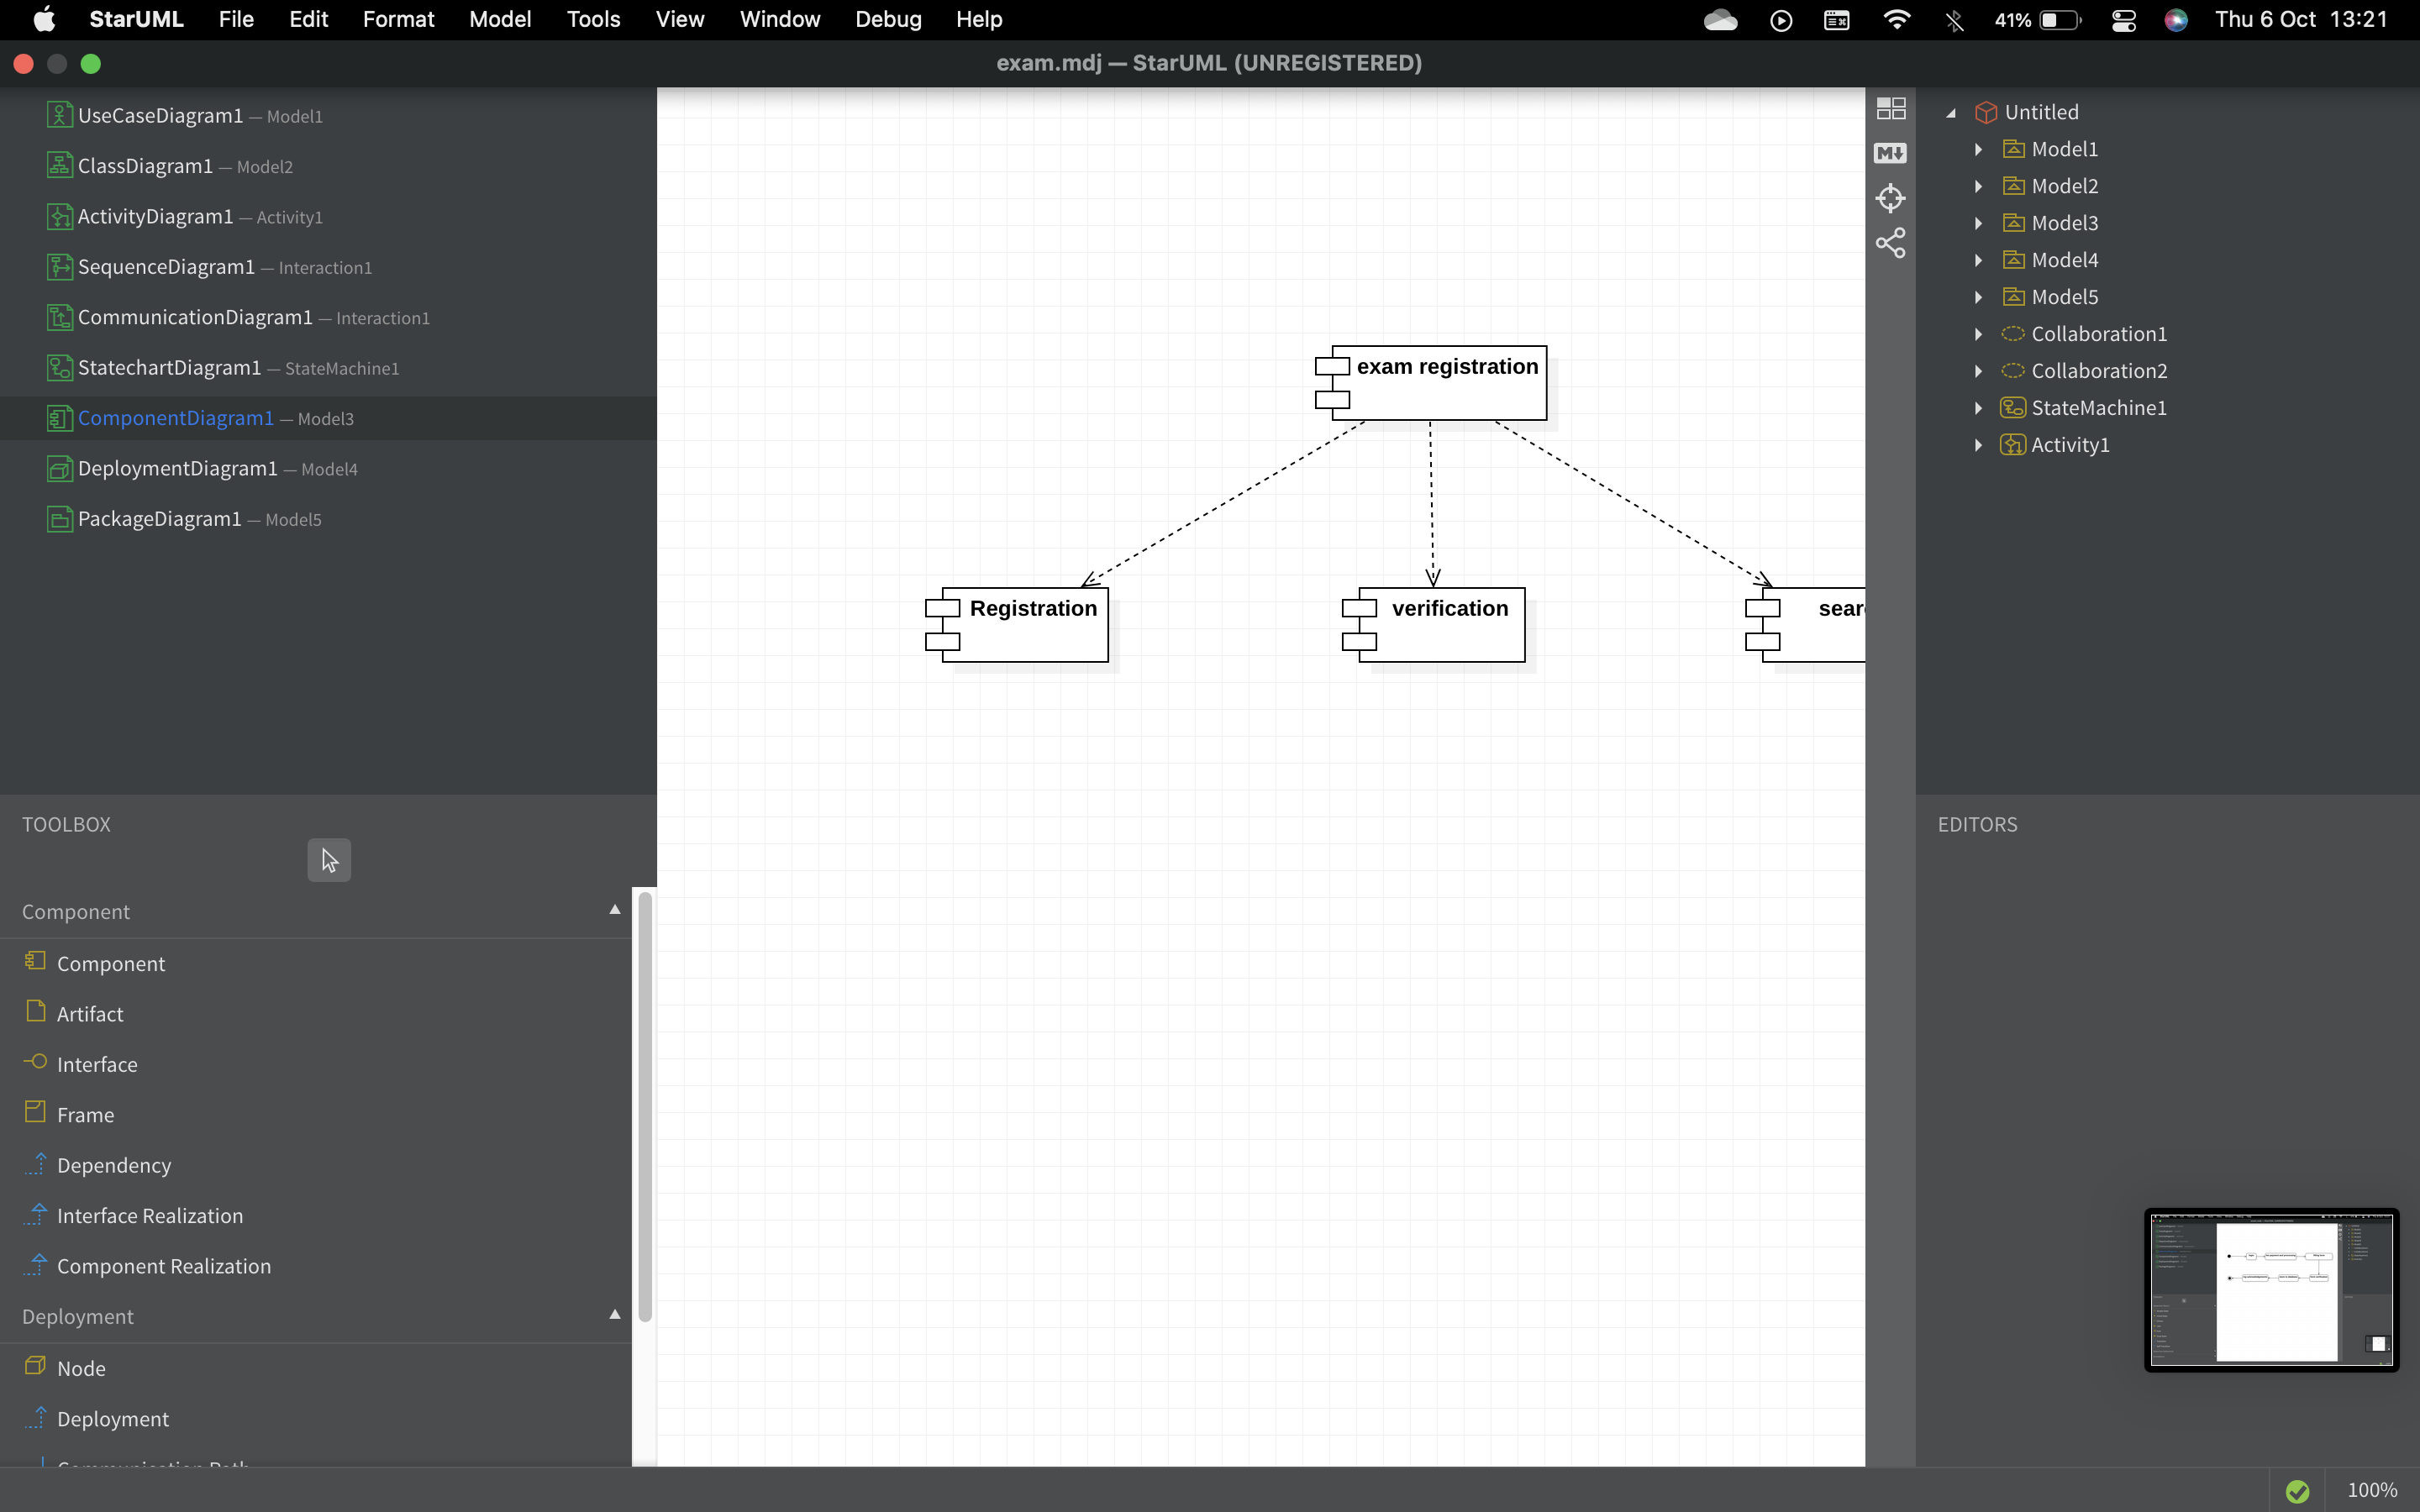 StarUML File Edit Format Model Tools View Window Debug Help 41% Thu 6 Oct 13:21
exam.mdj — StarUML (UNREGISTERED)
UseCaseDiagram1 — Model1
ClassDiagram1 — Model2
ActivityDiagram1 — Activity1
SequenceDiagram1 — Interaction1
CommunicationDiagram1 — Interaction1
StatechartDiagram1 — StateMachine1
ComponentDiagram1 — Model3
DeploymentDiagram1 — Model4
PackageDiagram1 — Model5
TOOLBOX
Component
Component
Artifact
Interface
Frame
Dependency
Interface Realization
Component Realization
Deployment
Node
Deployment
exam registration
Registration
verification
M
Untitled
Model1
Model2
Model3
Model4
Model5
Collaboration1
Collaboration2
StateMachine1
Activity1
EDITORS
100%